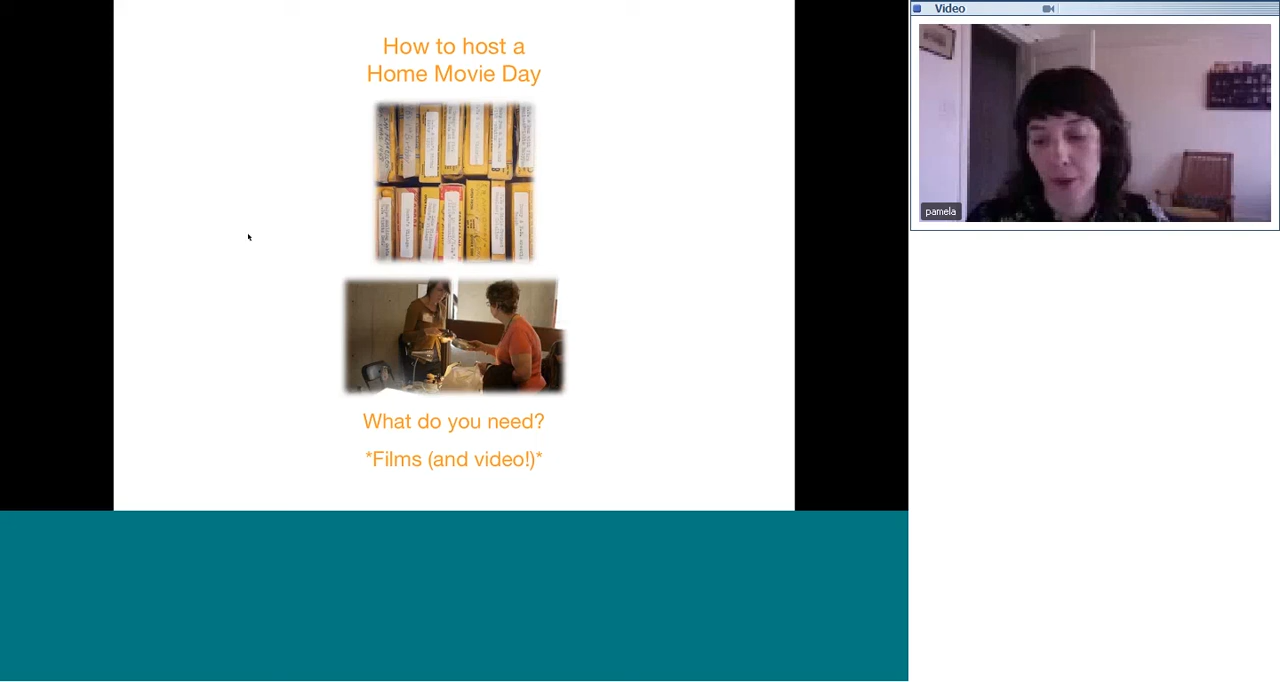 How to host a
Home Movie Day
What do you need?
*Films (and video!)*
Video
pamela